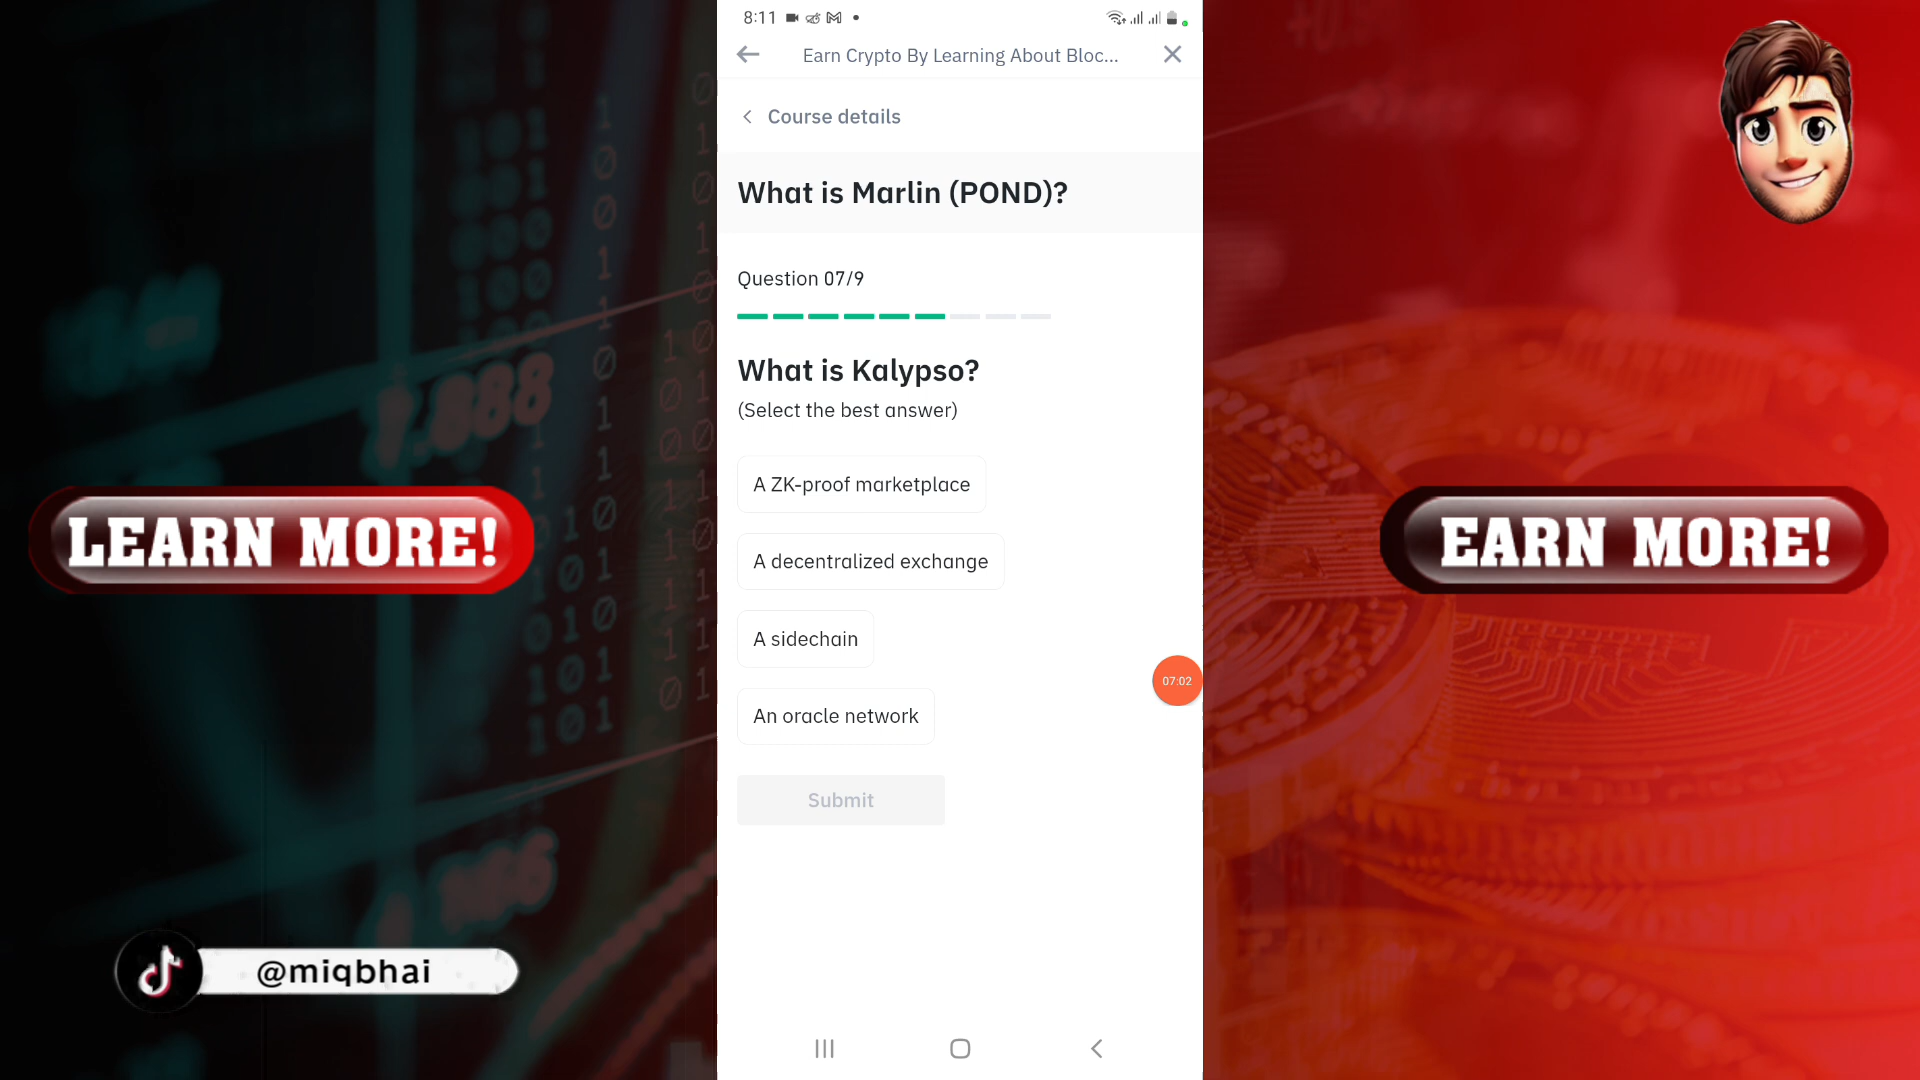 8:11
Earn Crypto By Learning About Bloc...
Course details
What is Marlin (POND)?
Question 07/9
What is Kalypso?
(Select the best answer)
A ZK-proof marketplace
A decentralized exchange
A sidechain
An oracle network
07:02
Submit
LEARN MORE!
EARN MORE!
@miqbhai